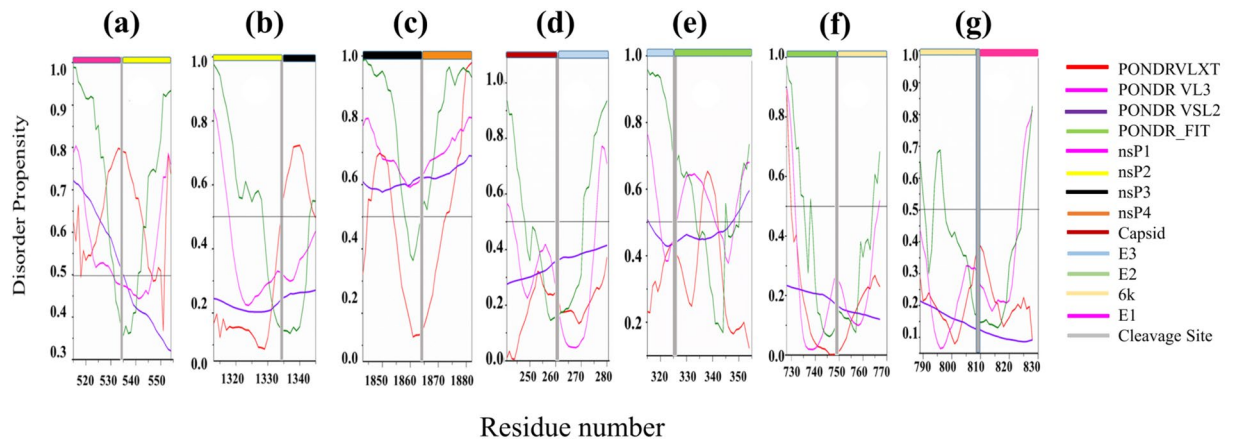 (a) (b) (c) (d) (e) (f) (g)
Disorder Propensity
1.0 0.9 0.8 0.7 0.6 0.5 0.4 0.3
520 530 540 550
1.0 0.8 0.6 0.4 0.2 0.0
1320 1330 1340
1.0 0.8 0.6 0.4 0.2 0.0
1850 1860 1870 1880
1.0 0.8 0.6 0.4 0.2 0.0
250 260 270 280
1.0 0.8 0.6 0.4 0.2
320 330 340 350
1.0 0.8 0.6 0.4 0.2 0.0
730 740 750 760 770
1.0 0.9 0.8 0.7 0.6 0.5 0.4 0.3 0.2 0.1
790 800 810 820 830
PONDRVLXT
PONDR VL3
PONDR VSL2
PONDR_FIT
nsP1
nsP2
nsP3
nsP4
Capsid
E3
E2
6k
E1
Cleavage Site
Residue number